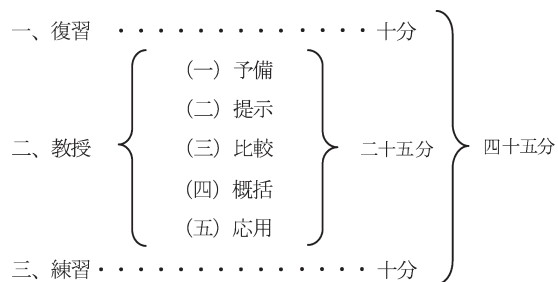 一、復習 ・・・・・・・・・・・・・ 十分
（一）予備
（二）提示
二、教授 （三）比較 二十五分 四十五分
（四）概括
（五）応用
三、練習・・・・・・・・・・・・・・ 十分